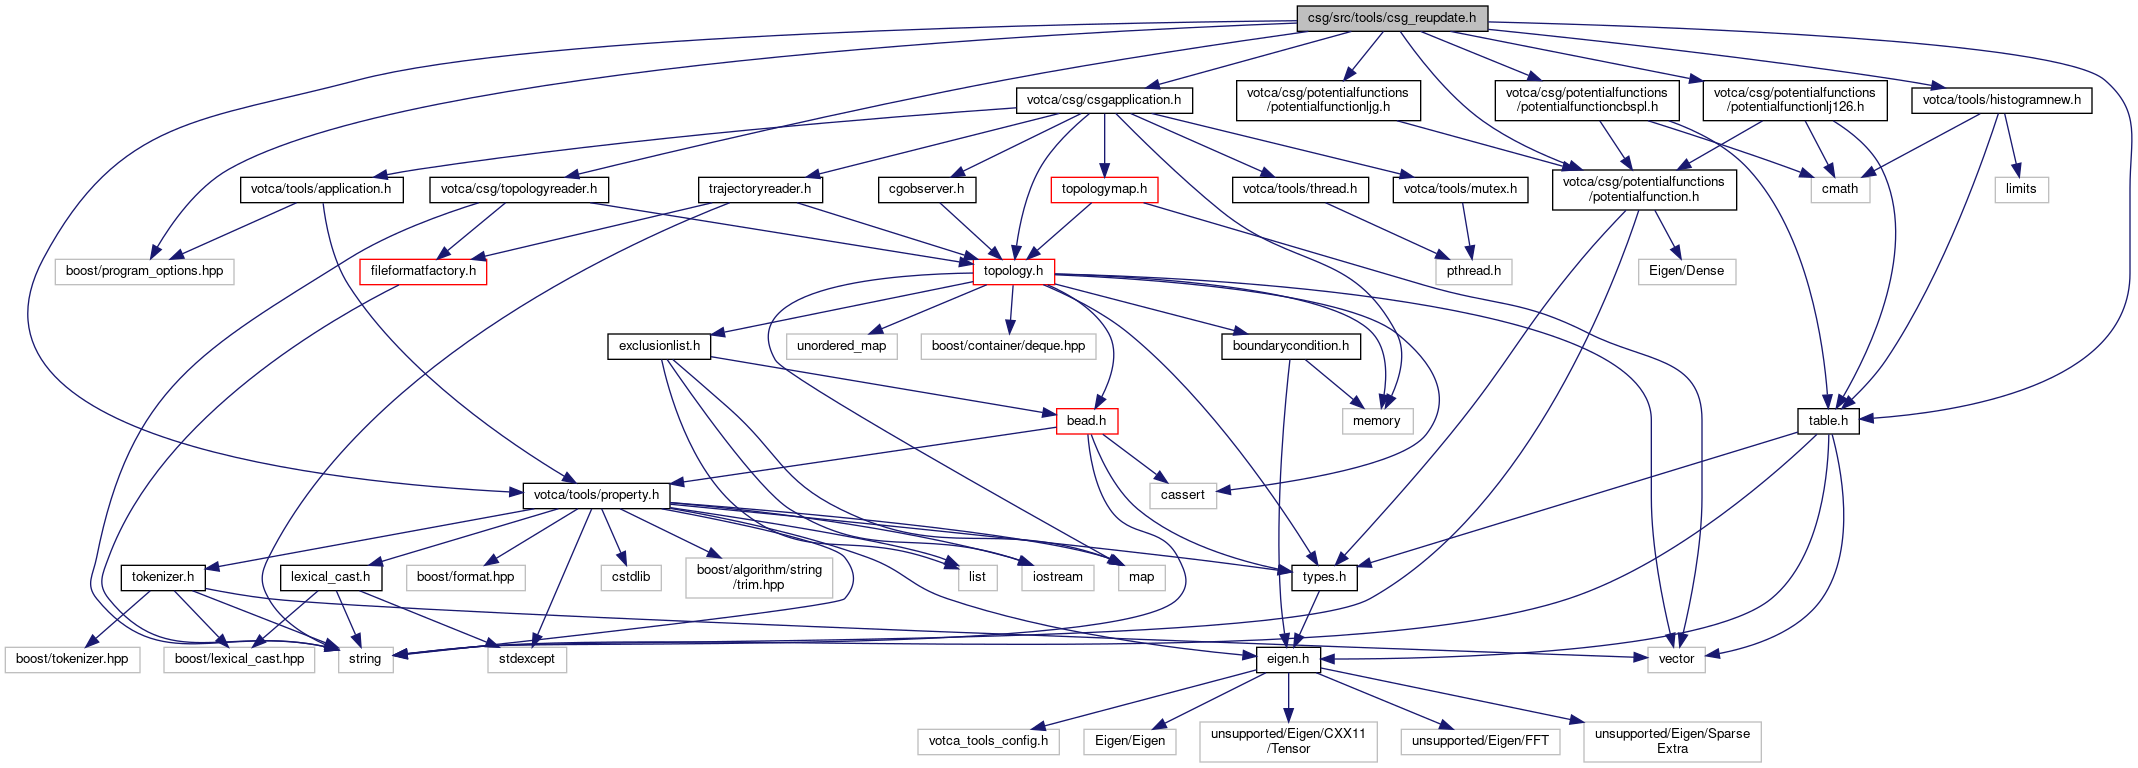 csg/src/tools/csg_reupdate.h
votca/csg/csgapplication.h
votca/csg/potentialfunctions
/potentialfunctionljg.h
votca/csg/potentialfunctions
/potentialfunctioncbspl.h
votca/csg/potentialfunctions
/potentialfunctionlj126.h
votca/tools/histogramnew.h
votca/tools/application.h
votca/csg/topologyreader.h
trajectoryreader.h
cgobserver.h
topologymap.h
votca/tools/thread.h
votca/tools/mutex.h
votca/csg/potentialfunctions
/potentialfunction.h
cmath
limits
boost/program_options.hpp
fileformatfactory.h
topology.h
pthread.h
Eigen/Dense
exclusionlist.h
unordered_map
boost/container/deque.hpp
boundarycondition.h
bead.h
memory
table.h
votca/tools/property.h
cassert
tokenizer.h
lexical_cast.h
boost/format.hpp
cstdlib
boost/algorithm/string
/trim.hpp
list
iostream
map
types.h
boost/tokenizer.hpp
boost/lexical_cast.hpp
string
stdexcept
eigen.h
vector
votca_tools_config.h
Eigen/Eigen
unsupported/Eigen/CXX11
/Tensor
unsupported/Eigen/FFT
unsupported/Eigen/Sparse
Extra